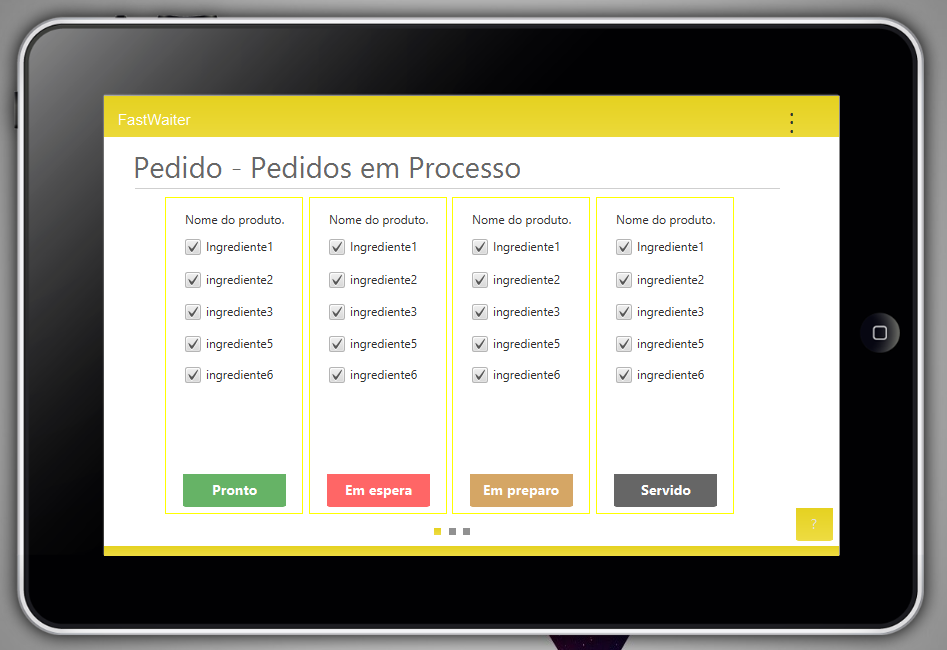 FastWaiter
Pedido - Pedidos em Processo
Nome do produto.
Ingrediente1
ingrediente2
ingrediente3
ingrediente5
ingrediente6
Pronto
Nome do produto.
Ingrediente1
ingrediente2
ingrediente3
ingrediente5
ingrediente6
Em espera
Nome do produto.
Ingrediente1
ingrediente2
ingrediente3
ingrediente5
ingrediente6
Em preparo
Nome do produto.
Ingrediente1
ingrediente2
ingrediente3
ingrediente5
ingrediente6
Servido
?